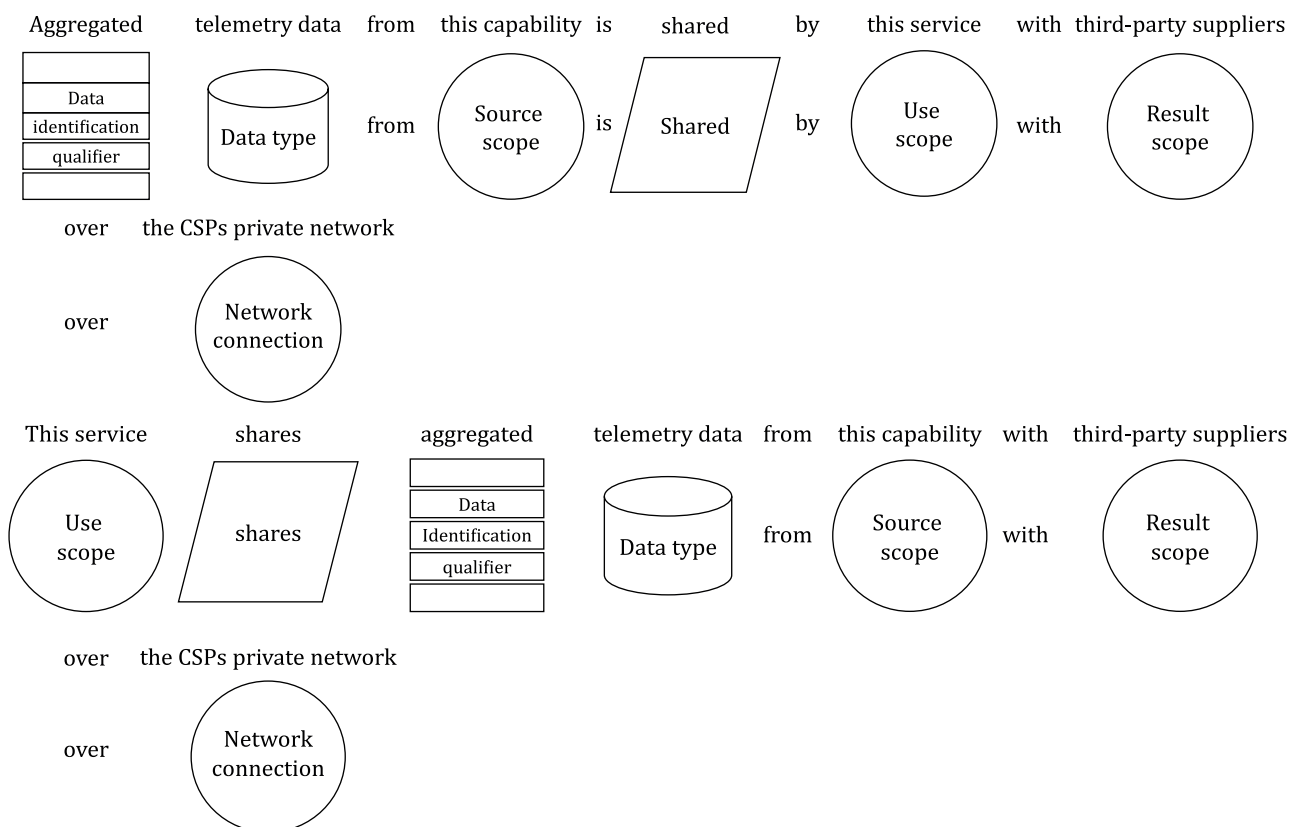 Aggregated telemetry data from this capability is shared by this service with third-party suppliers
Data
identification
qualifier
Data type
from
Source
scope
is
Shared
by
Use
scope
with
Result
scope
over the CSPs private network
over
Network
connection
This service shares aggregated telemetry data from this capability with third-party suppliers
Use
scope
shares
Data
Identification
qualifier
Data type
from
Source
scope
with
Result
scope
over the CSPs private network
over
Network
connection